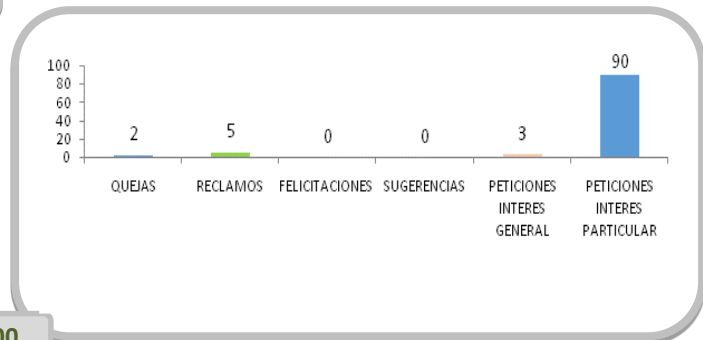 90
100
80
60
40
20
0
2
5
0
0
3
QUEJAS
RECLAMOS
FELICITACIONES
SUGERENCIAS
PETICIONES
INTERES
GENERAL
PETICIONES
INTERES
PARTICULAR